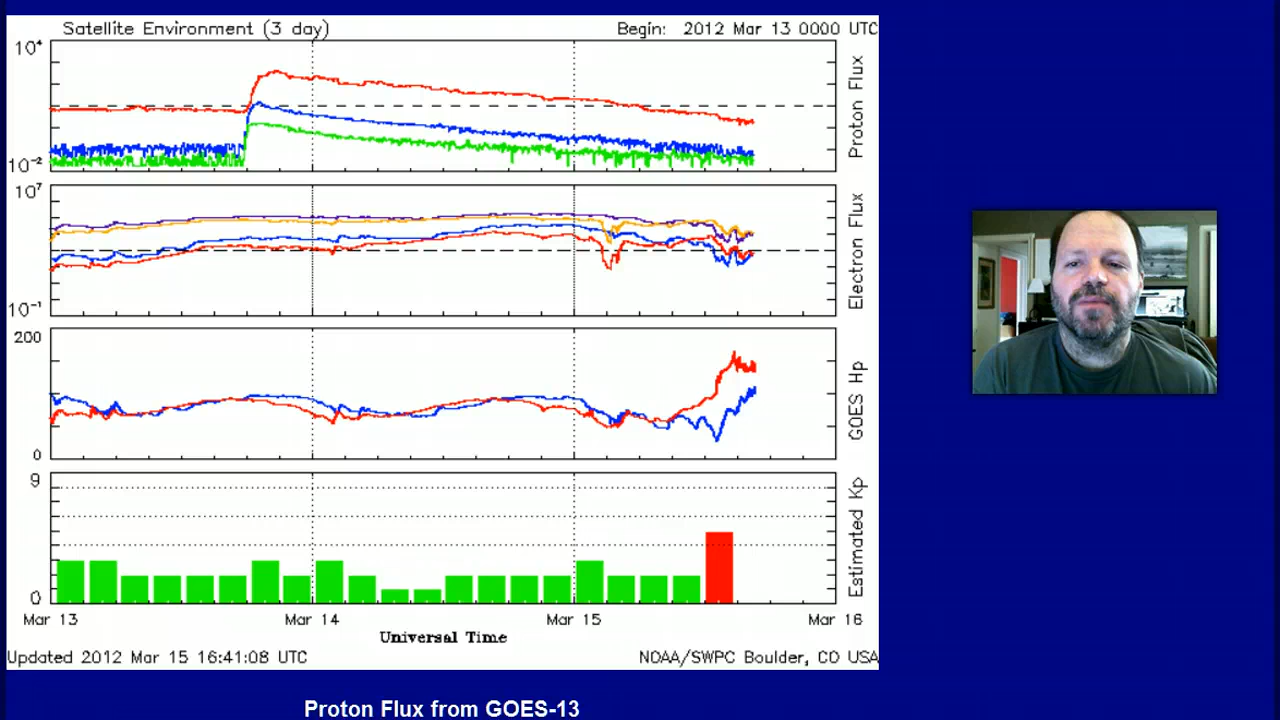 Satellite Environment (3 day)
Begin: 2012 Mar 13 0000 UTC
10⁴
10⁻²
Proton Flux
10⁷
10⁻¹
Electron Flux
200
0
GOES Hp
9
0
Estimated Kp
Mar 13
Mar 14
Mar 15
Mar 16
Universal Time
Updated 2012 Mar 15 16:41:08 UTC
NOAA/SWPC Boulder, CO USA
Proton Flux from GOES-13